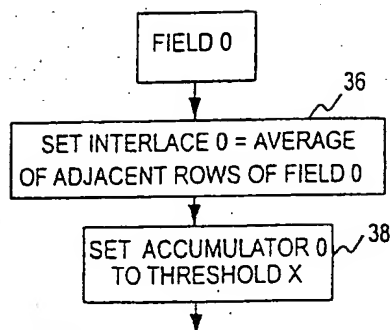 FIELD 0
36
SET INTERLACE 0 = AVERAGE
OF ADJACENT ROWS OF FIELD 0
38
SET ACCUMULATOR 0
TO THRESHOLD X